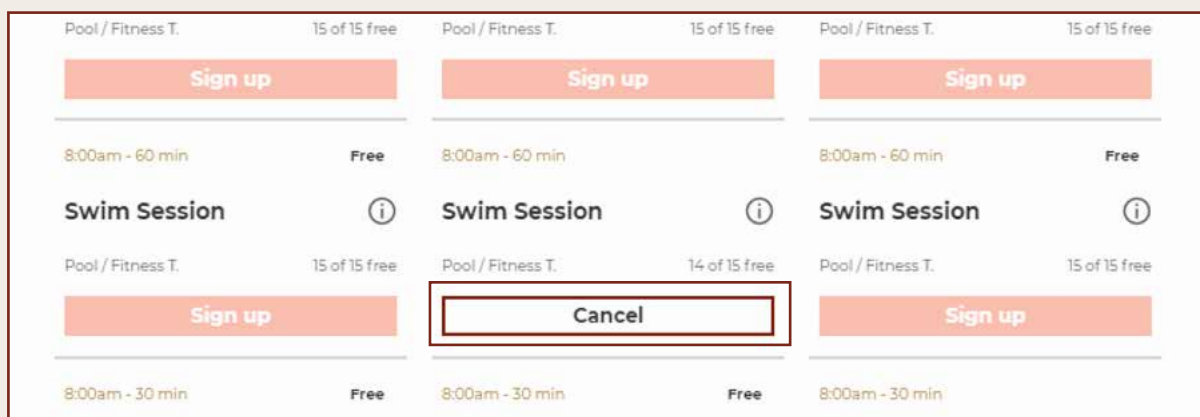 Pool / Fitness T. 15 of 15 free Pool / Fitness T. 15 of 15 free Pool / Fitness T. 15 of 15 free
Sign up Sign up Sign up
8:00am - 60 min Free 8:00am - 60 min 8:00am - 60 min Free
Swim Session Swim Session Swim Session
Pool / Fitness T. 15 of 15 free Pool / Fitness T. 14 of 15 free Pool / Fitness T. 15 of 15 free
Sign up Cancel Sign up
8:00am - 30 min Free 8:00am - 30 min Free 8:00am - 30 min